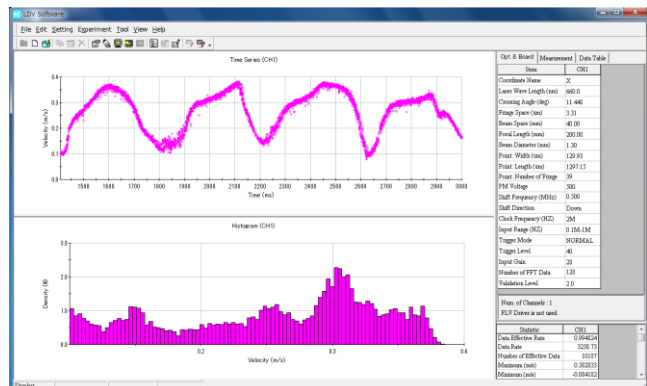 LDV Software
File Edit Setting Experiment Tool View Help
Time Series (CH1)
Velocity (m/s)
0.4
0.3
0.2
0.1
0.0
1500 1600 1700 1800 1900 2000 2100 2200 2300 2400 2500 2600 2700 2800 2900 3000
Time (ms)
Histogram (CH1)
Density (%)
3.0
2.0
1.0
0.0
0.2 0.3 0.4
Velocity (m/s)
Opt. & Board Measurement Data Table
Item CH1
Coordinate Name X
Laser Wave Length (nm) 660.0
Crossing Angle (deg) 11.440
Fringe Space (um) 3.31
Beam Space (mm) 40.00
Focal Length (mm) 200.00
Beam Diameter (mm) 1.30
Point: Width (um) 129.93
Point: Length (um) 1297.15
Point: Number of Fringe 39
PM Voltage 500
Shift Frequency (MHz) 0.500
Shift Direction Down
Clock Frequency (HZ) 2M
Input Range (HZ) 0.1M-1M
Trigger Mode NORMAL
Trigger Level 40
Input Gain 28
Number of FFT Data 128
Validation Level 2.0
Num. of Channels : 1
FLV Driver is not used.
Statistic CH1
Data Effective Rate 0.994824
Data Rate 3230.73
Number of Effective Data 10187
Maximum (m/s) 0.382833
Minimum (m/s) -0.004182